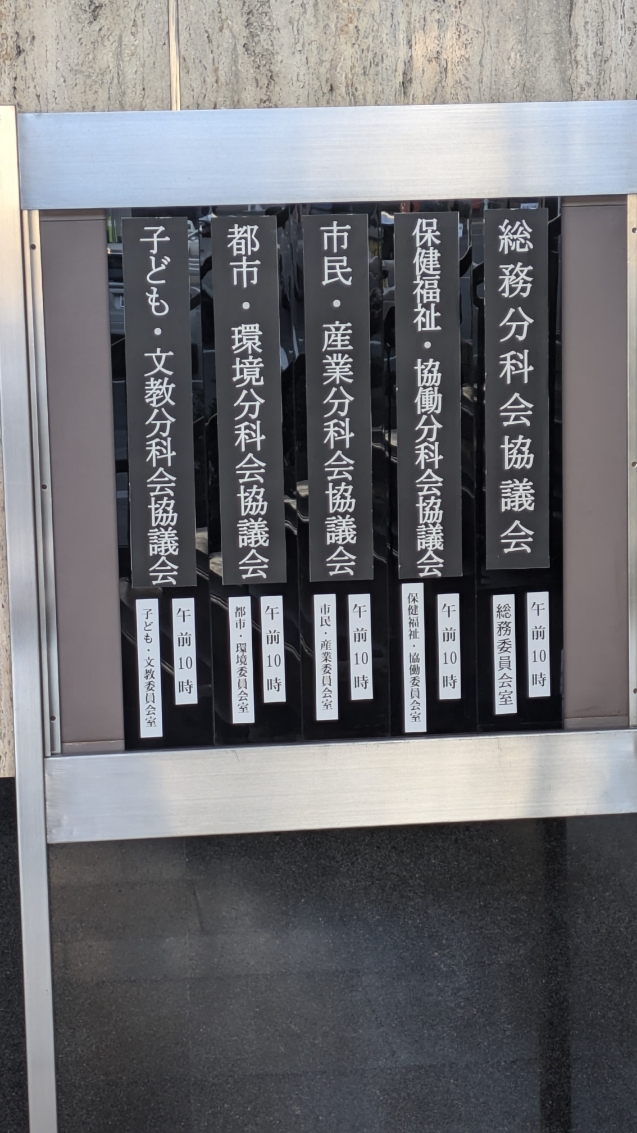 総務分科会協議会
午前10時
総務委員会室
保健福祉・協働分科会協議会
午前10時
保健福祉・協働委員会室
市民・産業分科会協議会
午前10時
市民・産業委員会室
都市・環境分科会協議会
午前10時
都市・環境委員会室
子ども・文教分科会協議会
午前10時
子ども・文教委員会室